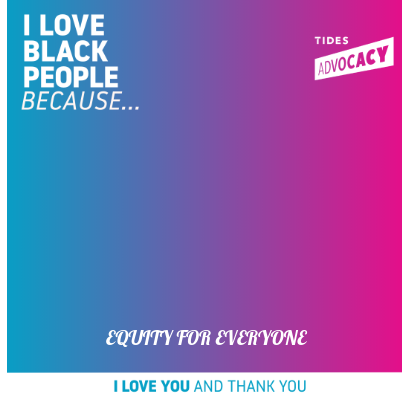 I LOVE
BLACK
PEOPLE
BECAUSE...
TIDES
ADVOCACY
EQUITY FOR EVERYONE
I LOVE YOU AND THANK YOU